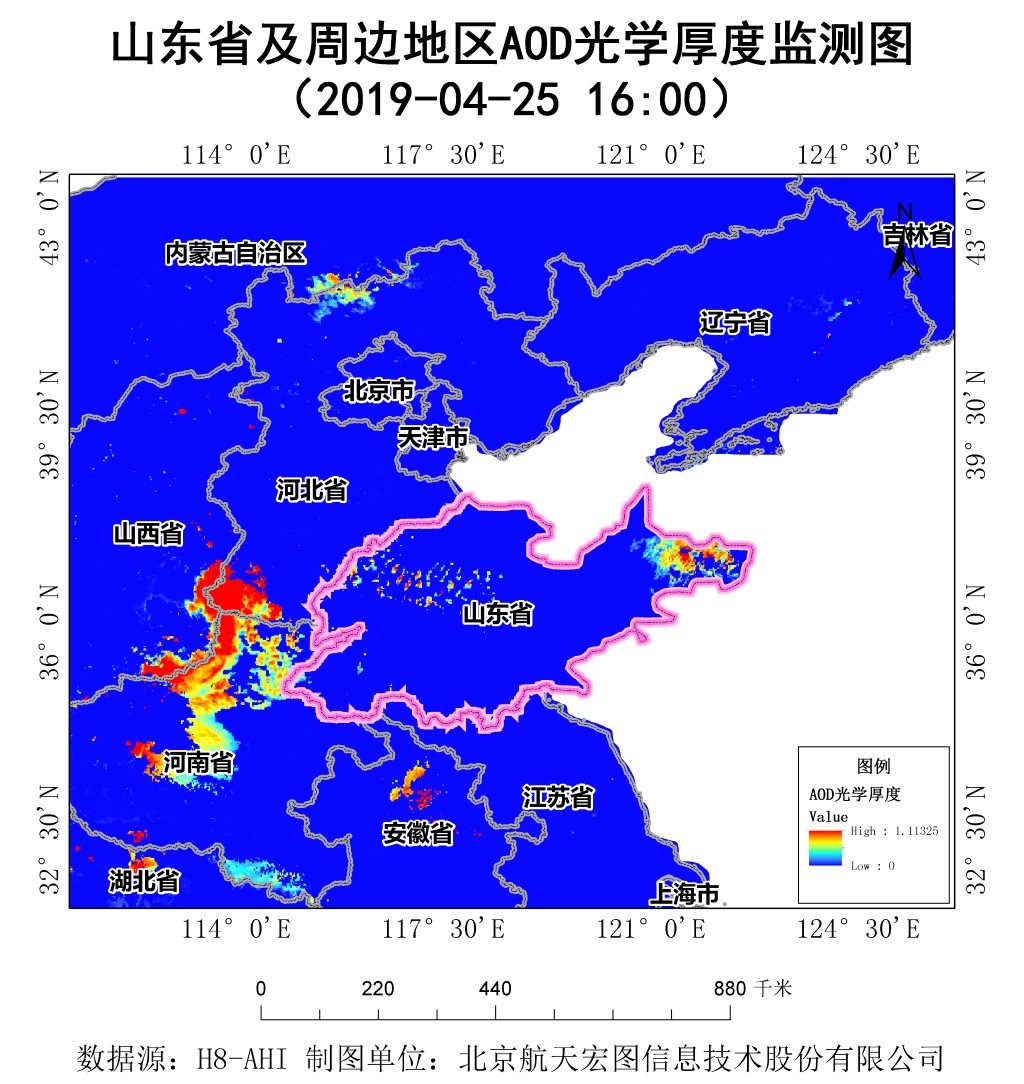 山东省及周边地区AOD光学厚度监测图
（2019-04-25 16:00）
114° 0'E 117° 30'E 121° 0'E 124° 30'E
43° 0'N
43° 0'N
内蒙古自治区
N
吉林省
辽宁省
39° 30'N
39° 30'N
北京市
天津市
河北省
山西省
36° 0'N
36° 0'N
山东省
河南省
江苏省
安徽省
湖北省
上海市
32° 30'N
32° 30'N
图例
AOD光学厚度
Value
High : 1.11325
Low : 0
114° 0'E 117° 30'E 121° 0'E 124° 30'E
0 220 440 880 千米
数据源：H8-AHI 制图单位：北京航天宏图信息技术股份有限公司